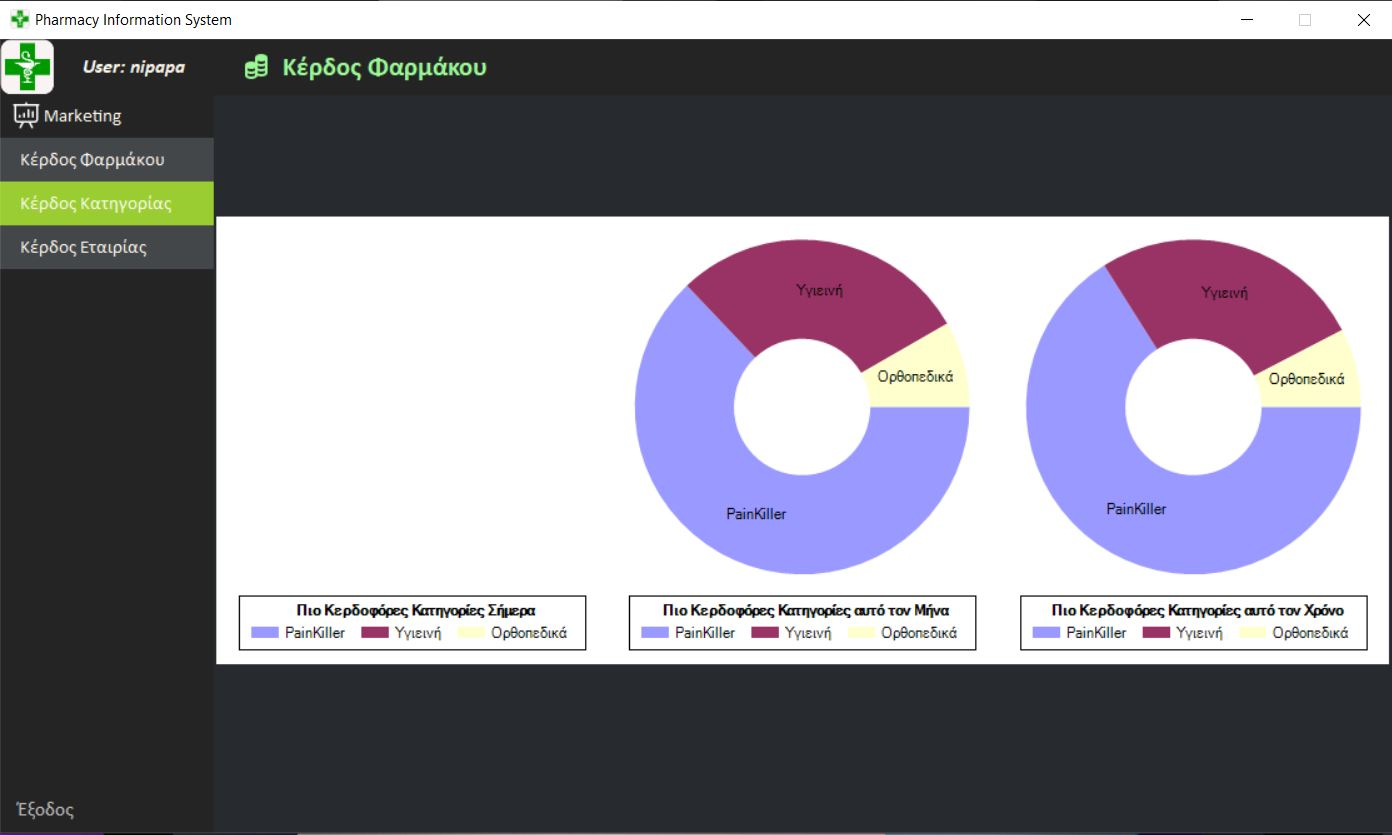 Pharmacy Information System
User: nipapa
Κέρδος Φαρμάκου
Marketing
Κέρδος Φαρμάκου
Κέρδος Κατηγορίας
Κέρδος Εταιρίας
Έξοδος
Πιο Κερδοφόρες Κατηγορίες Σήμερα
PainKiller Υγιεινή Ορθοπεδικά
Υγιεινή
Ορθοπεδικά
PainKiller
Πιο Κερδοφόρες Κατηγορίες αυτό τον Μήνα
PainKiller Υγιεινή Ορθοπεδικά
Υγιεινή
Ορθοπεδικά
PainKiller
Πιο Κερδοφόρες Κατηγορίες αυτό τον Χρόνο
PainKiller Υγιεινή Ορθοπεδικά